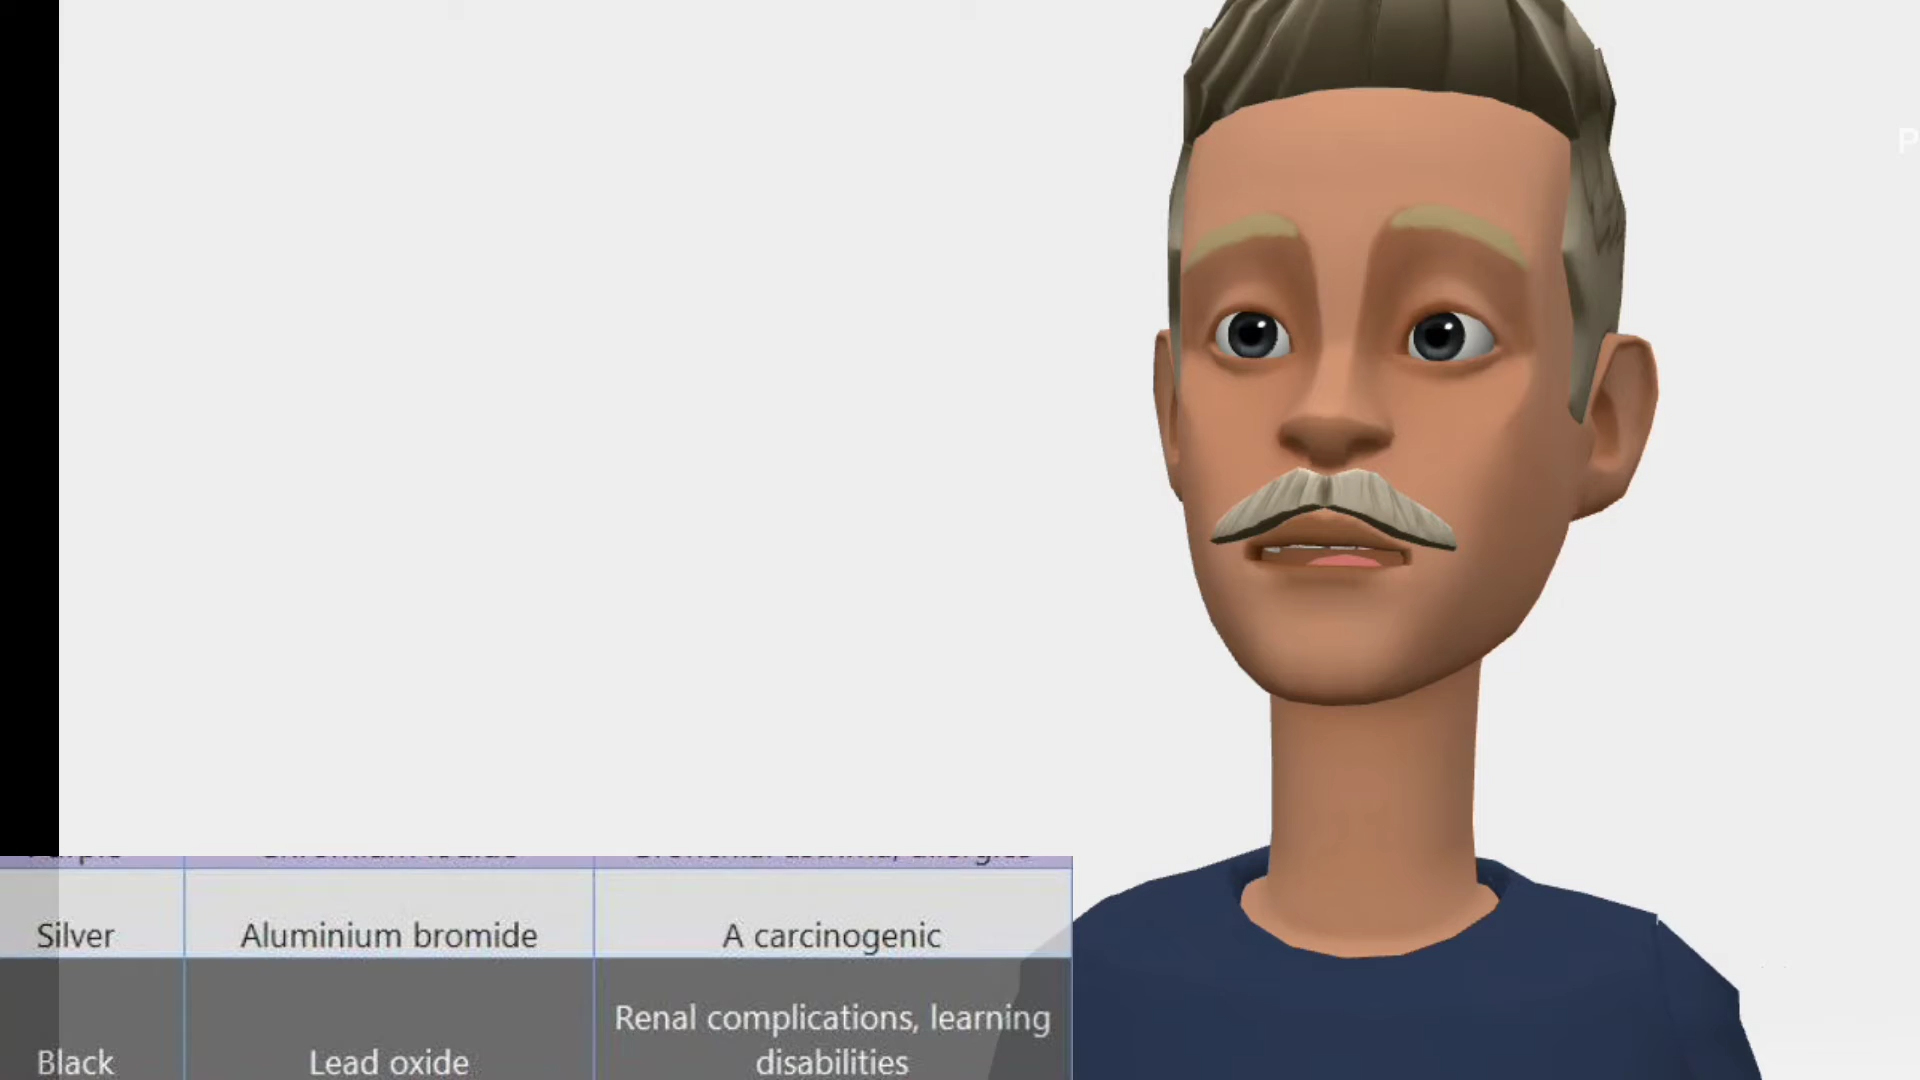 Silver Aluminium bromide A carcinogenic
Renal complications, learning
Black Lead oxide disabilities